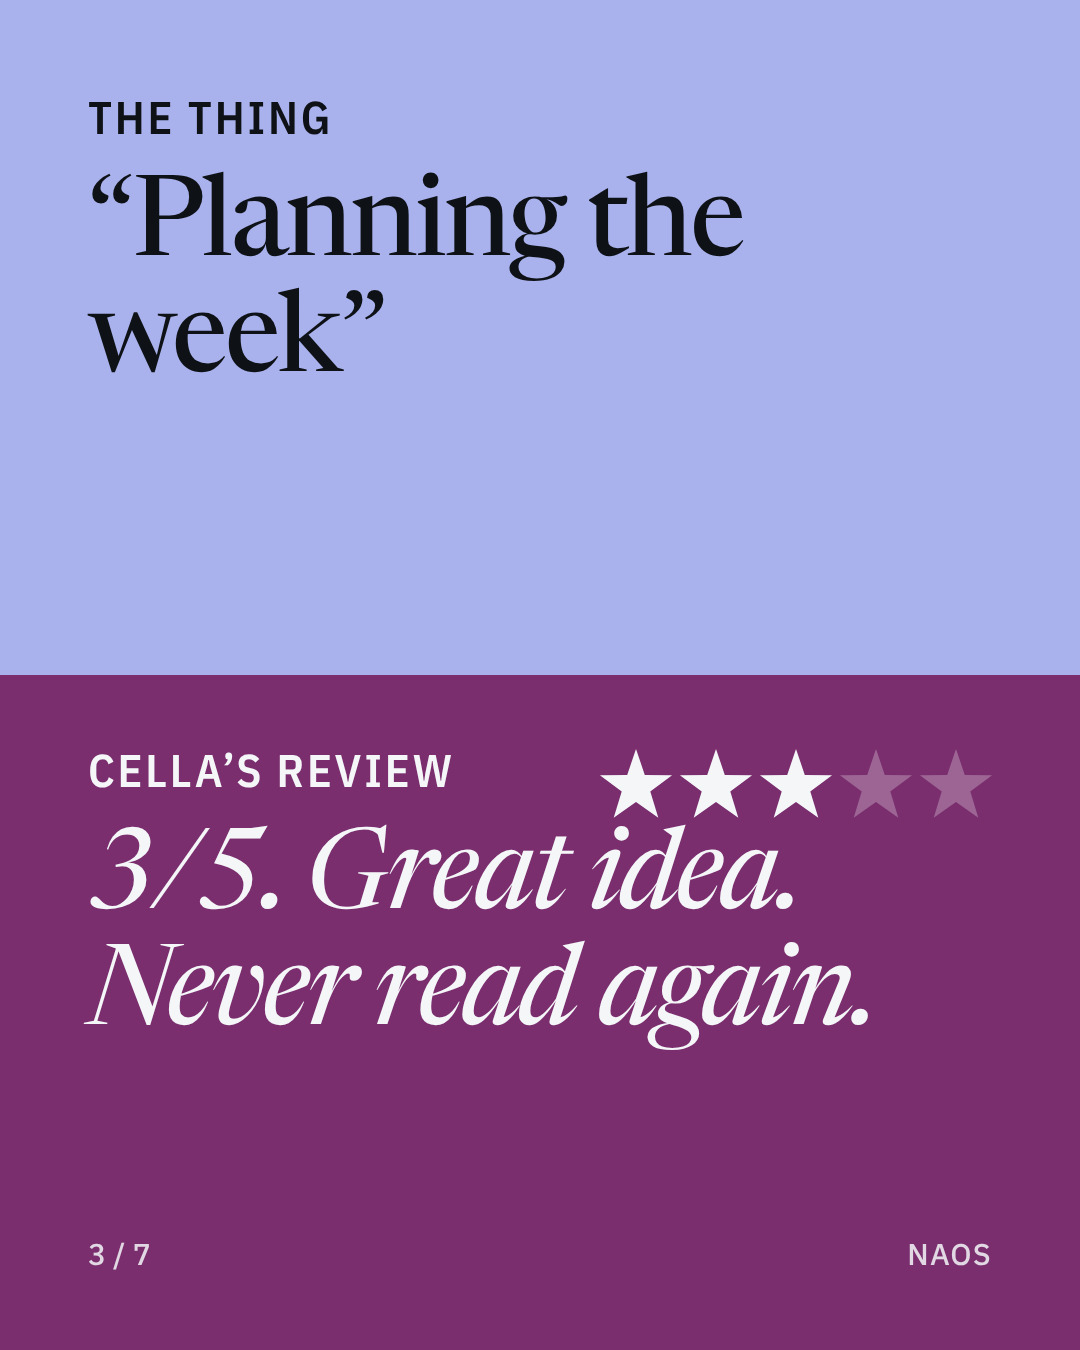 THE THING
“Planning the
week”
CELLA’S REVIEW
3/5. Great idea.
Never read again.
3 / 7
NAOS